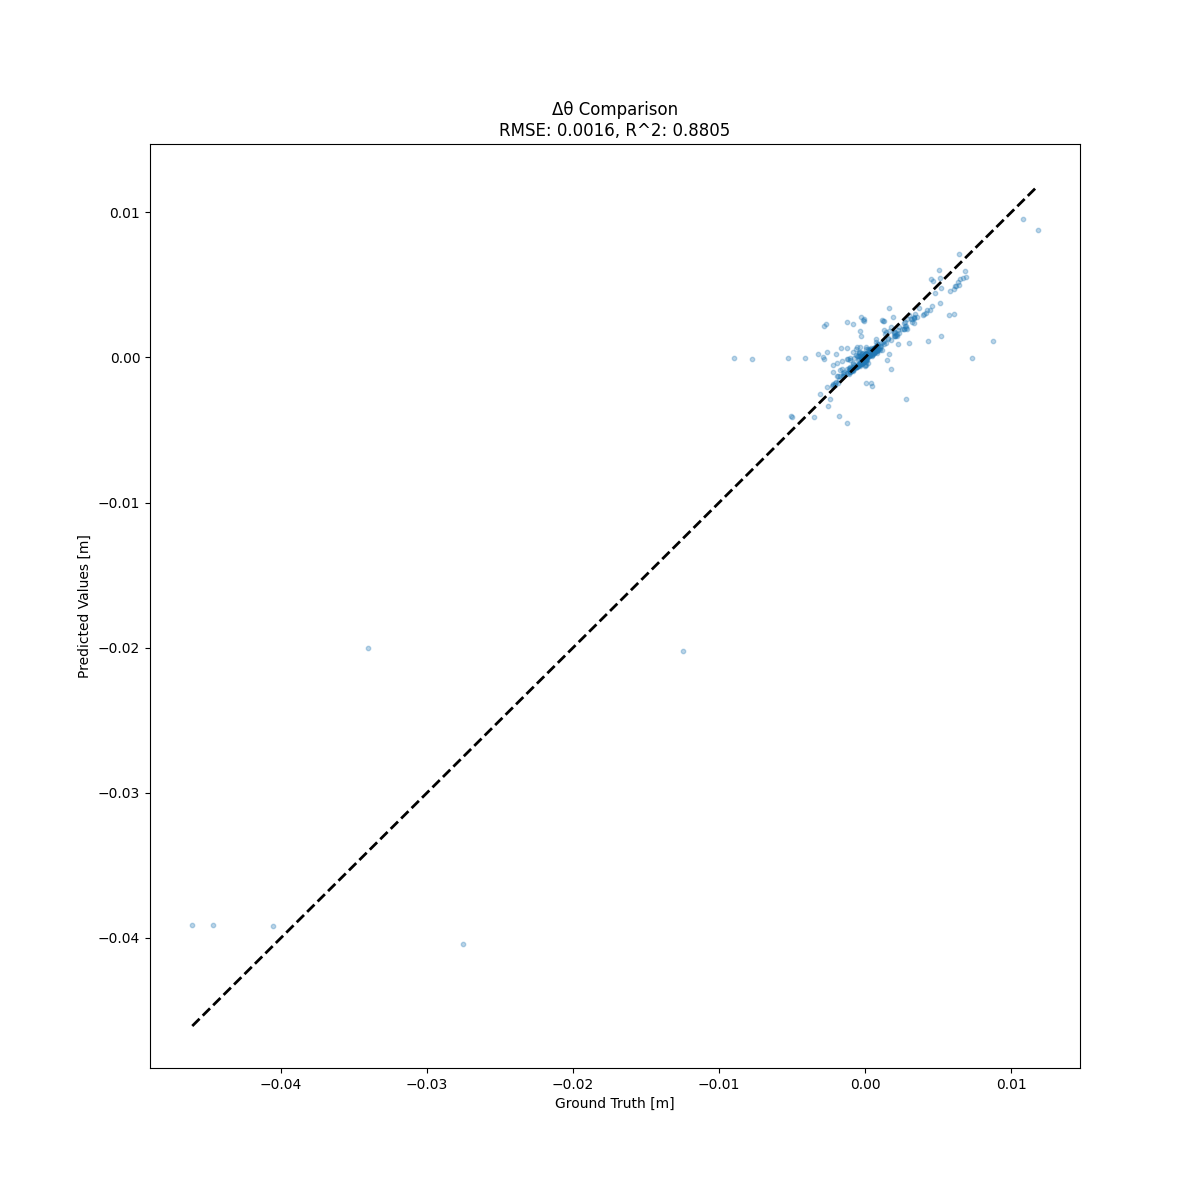 Δθ Comparison
RMSE: 0.0016, R^2: 0.8805
0.01
0.00
−0.01
−0.02
−0.03
−0.04
Predicted Values [m]
−0.04 −0.03 −0.02 −0.01 0.00 0.01
Ground Truth [m]